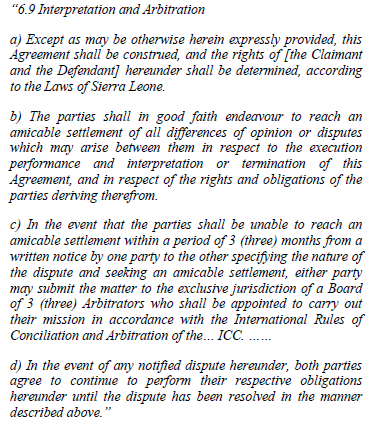 “6.9 Interpretation and Arbitration
a) Except as may be otherwise herein expressly provided, this
Agreement shall be construed, and the rights of [the Claimant
and the Defendant] hereunder shall be determined, according
to the Laws of Sierra Leone.
b) The parties shall in good faith endeavour to reach an
amicable settlement of all differences of opinion or disputes
which may arise between them in respect to the execution
performance and interpretation or termination of this
Agreement, and in respect of the rights and obligations of the
parties deriving therefrom.
c) In the event that the parties shall be unable to reach an
amicable settlement within a period of 3 (three) months from a
written notice by one party to the other specifying the nature of
the dispute and seeking an amicable settlement, either party
may submit the matter to the exclusive jurisdiction of a Board
of 3 (three) Arbitrators who shall be appointed to carry out
their mission in accordance with the International Rules of
Conciliation and Arbitration of the… ICC. ……
d) In the event of any notified dispute hereunder, both parties
agree to continue to perform their respective obligations
hereunder until the dispute has been resolved in the manner
described above.”